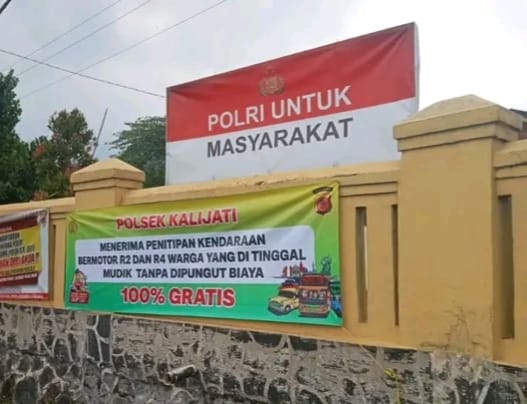 POLRI UNTUK
MASYARAKAT
POLSEK KALIJATI
MENERIMA PENITIPAN KENDARAAN
BERMOTOR R2 DAN R4 WARGA YANG DI TINGGAL
MUDIK TANPA DIPUNGUT BIAYA
100% GRATIS